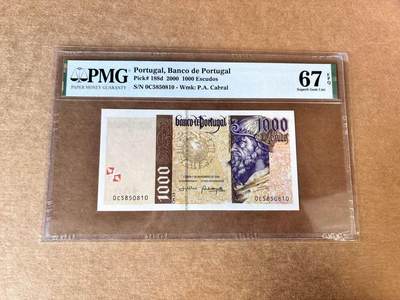 PMG
PAPER MONEY GUARANTY
Portugal, Banco de Portugal
Pick# 188d 2000 1000 Escudos
S/N 0C5850810 - Wmk: P.A. Cabral
67 EPQ
Superb Gem Unc
Banco de Portugal
1000
Escudos
1000
0C5850810
0C5850810